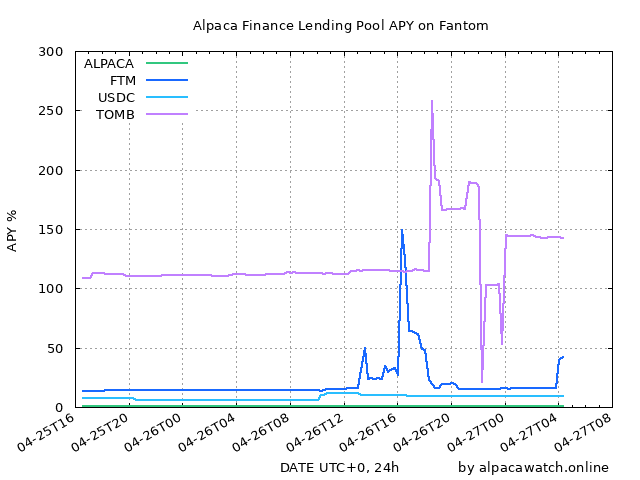 Alpaca Finance Lending Pool APY on Fantom
300
250
200
150
100
50
0
APY %
ALPACA
FTM
USDC
TOMB
04-25T16
04-25T20
04-26T00
04-26T04
04-26T08
04-26T12
04-26T16
04-26T20
04-27T00
04-27T04
04-27T08
DATE UTC+0, 24h
by alpacawatch.online